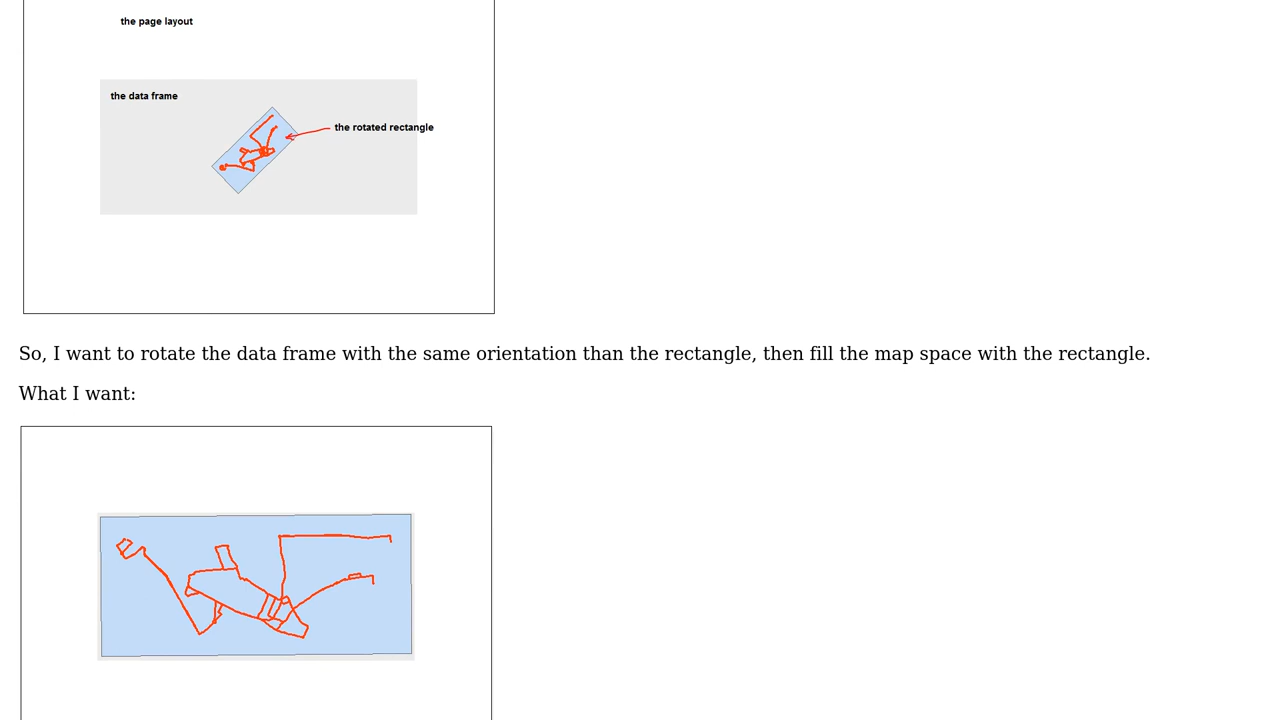 the page layout
the data frame
the rotated rectangle
So, I want to rotate the data frame with the same orientation than the rectangle, then fill the map space with the rectangle.
What I want: